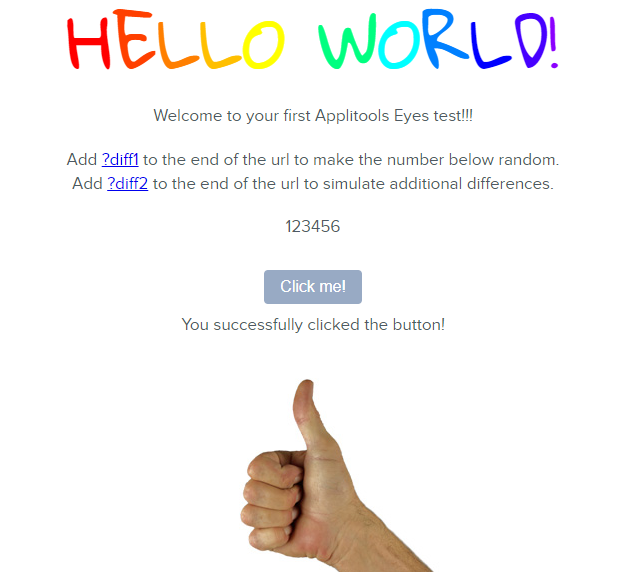 HELLO WORLD!
Welcome to your first Applitools Eyes test!!!
Add ?diff1 to the end of the url to make the number below random.
Add ?diff2 to the end of the url to simulate additional differences.
123456
Click me!
You successfully clicked the button!